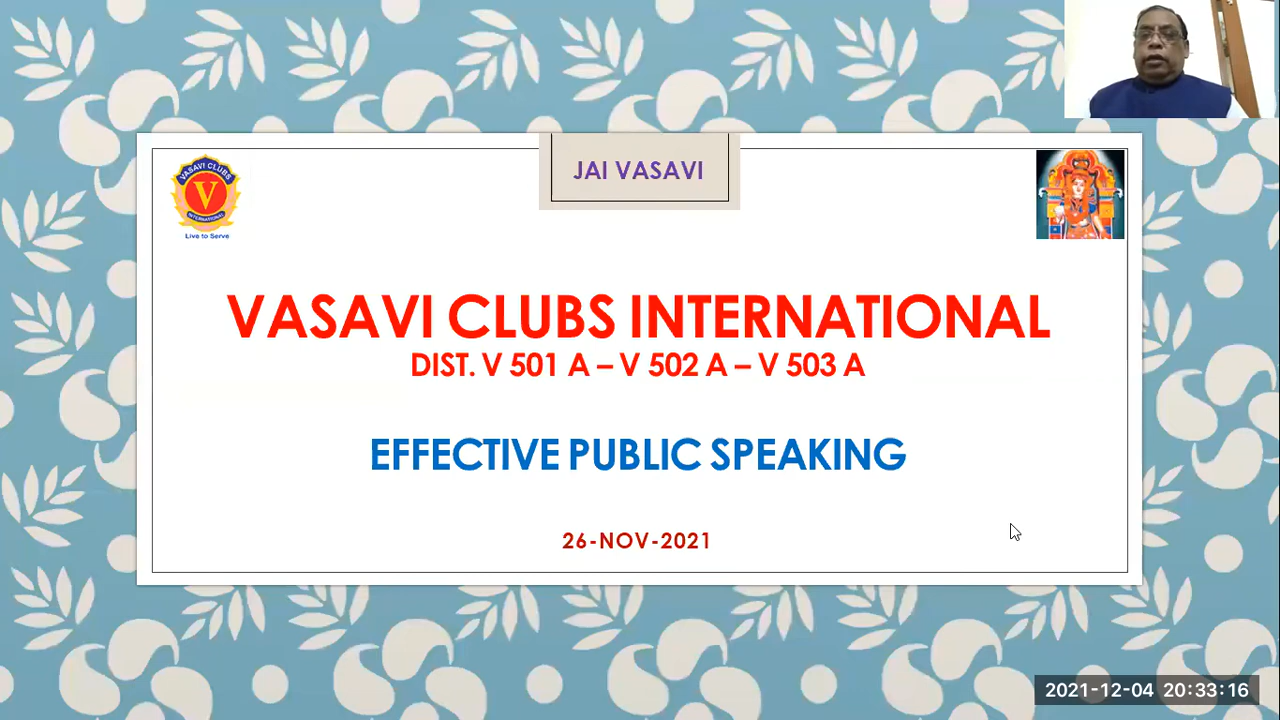 JAI VASAVI
VASAVI CLUBS
V
INTERNATIONAL
Live to Serve
VASAVI CLUBS INTERNATIONAL
DIST. V 501 A – V 502 A – V 503 A
EFFECTIVE PUBLIC SPEAKING
26-NOV-2021
2021-12-04 20:33:16